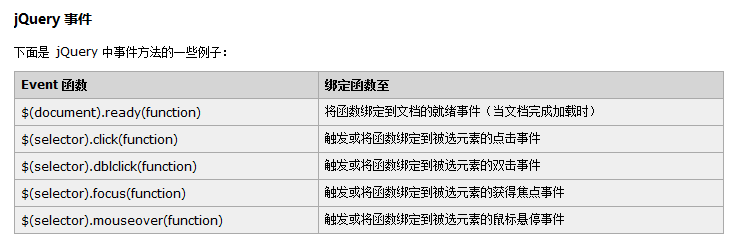 jQuery 事件
下面是 jQuery 中事件方法的一些例子：
Event 函数 绑定函数至
$(document).ready(function) 将函数绑定到文档的就绪事件（当文档完成加载时）
$(selector).click(function) 触发或将函数绑定到被选元素的点击事件
$(selector).dblclick(function) 触发或将函数绑定到被选元素的双击事件
$(selector).focus(function) 触发或将函数绑定到被选元素的获得焦点事件
$(selector).mouseover(function) 触发或将函数绑定到被选元素的鼠标悬停事件